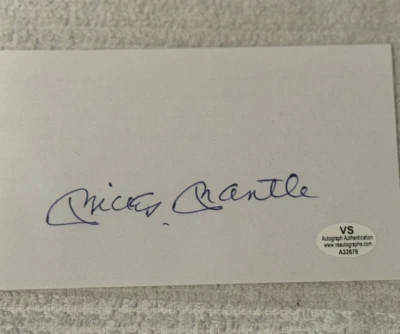 Mickey Mantle
VS
Autograph Authentication
www.vsautographs.com
A32676